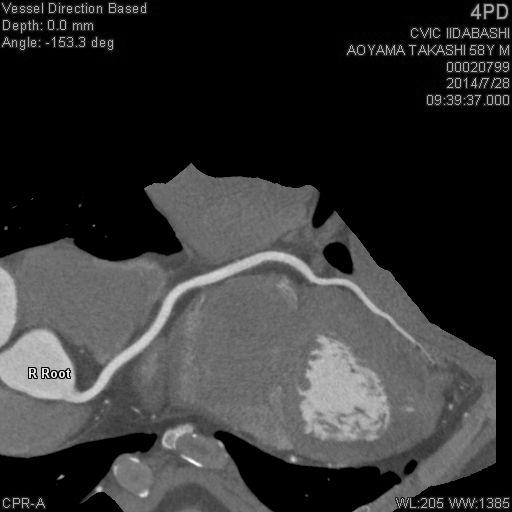 Vessel Direction Based
Depth: 0.0 mm
Angle: -153.3 deg
4PD
CVIC IIDABASHI
AOYAMA TAKASHI 58Y M
00020799
2014/7/28
09:39:37.000
R Root
CPR-A
WL:205 WW:1385